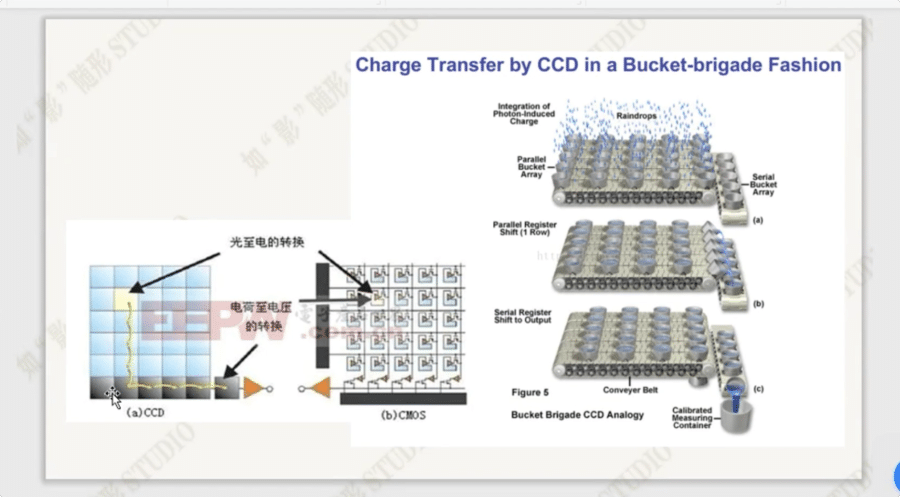 Charge Transfer by CCD in a Bucket-brigade Fashion
Integration of
Photon-Induced
Charge
Raindrops
Parallel
Bucket
Array
Serial
Bucket
Array
(a)
Parallel Register
Shift (1 Row)
(b)
Serial Register
Shift to Output
(c)
Conveyer Belt
Figure 5
Bucket Brigade CCD Analogy
Calibrated
Measuring
Container
光至电的转换
电荷至电压
的转换
EEPW
.com.cn
(a)CCD
(b)CMOS
如“影”随形 STUDIO